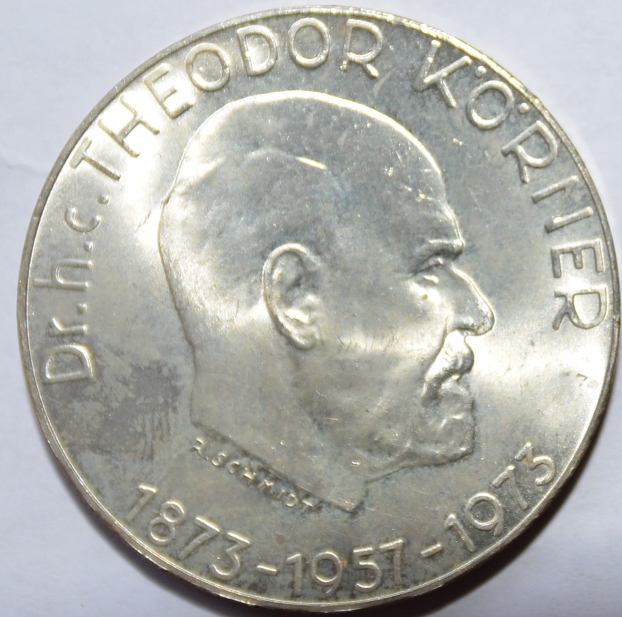 Dr. h. c. THEODOR KÖRNER
R. SCHMIDT
1873 - 1957 - 1973